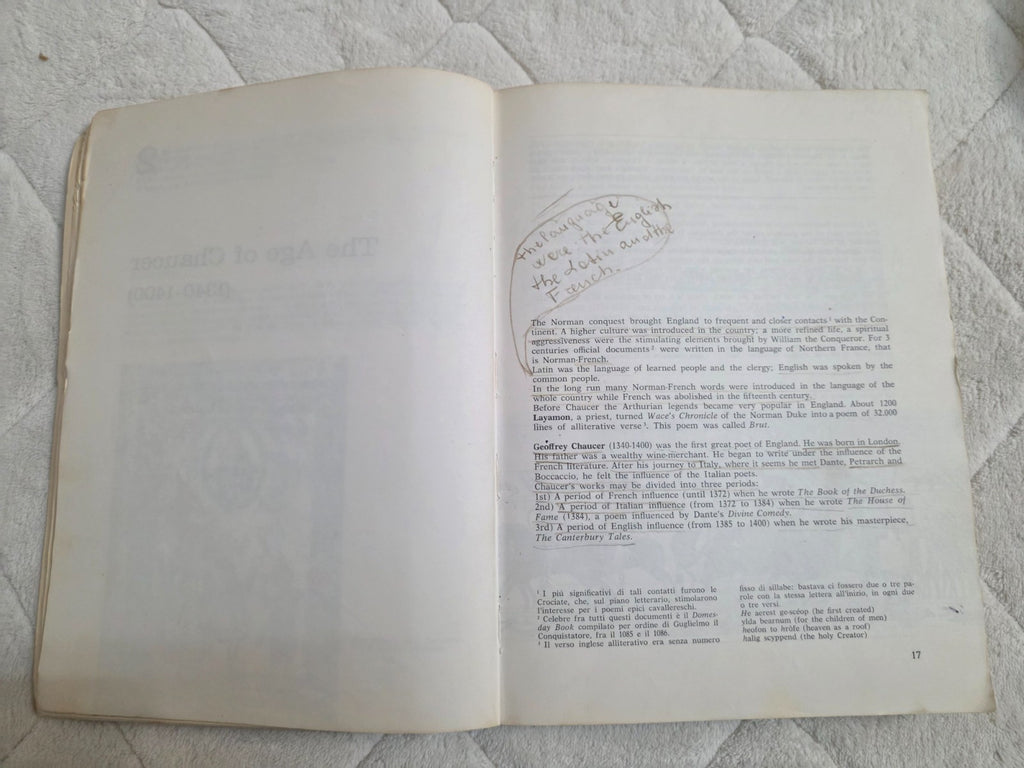 The Age of Chaucer
(1340-1400)
the language
were the English
the Latin and the
French.
The Norman conquest brought England to frequent and closer contacts¹ with the Con-
tinent. A higher culture was introduced in the country; a more refined life, a spiritual
aggressiveness were the stimulating elements brought by William the Conqueror. For 3
centuries official documents² were written in the language of Northern France, that
is Norman-French.
Latin was the language of learned people and the clergy; English was spoken by the
common people.
In the long run many Norman-French words were introduced in the language of the
whole country while French was abolished in the fifteenth century.
Before Chaucer the Arthurian legends became very popular in England. About 1200
Layamon, a priest, turned Wace's Chronicle of the Norman Duke into a poem of 32.000
lines of alliterative verse³. This poem was called Brut.
Geoffrey Chaucer (1340-1400) was the first great poet of England. He was born in London.
His father was a wealthy wine-merchant. He began to write under the influence of the
French literature. After his journey to Italy, where it seems he met Dante, Petrarch and
Boccaccio, he felt the influence of the Italian poets.
Chaucer's works may be divided into three periods:
1st) A period of French influence (until 1372) when he wrote The Book of the Duchess.
2nd) A period of Italian influence (from 1372 to 1384) when he wrote The House of
Fame (1384), a poem influenced by Dante's Divine Comedy.
3rd) A period of English influence (from 1385 to 1400) when he wrote his masterpiece,
The Canterbury Tales.
¹ I piú significativi di tali contatti furono le
Crociate, che, sul piano letterario, stimolarono
l'interesse per i poemi epici cavallereschi.
² Celebre fra tutti questi documenti è il Domes-
day Book compilato per ordine di Guglielmo il
Conquistatore, fra il 1085 e il 1086.
³ Il verso inglese alliterativo era senza numero
fisso di sillabe: bastava ci fossero due o tre pa-
role con la stessa lettera all'inizio, in ogni due
o tre versi.
He aerest go-scéop (he first created)
ylda bearnum (for the children of men)
heofon to hrófe (heaven as a roof)
halig scyppend (the holy Creator)
17